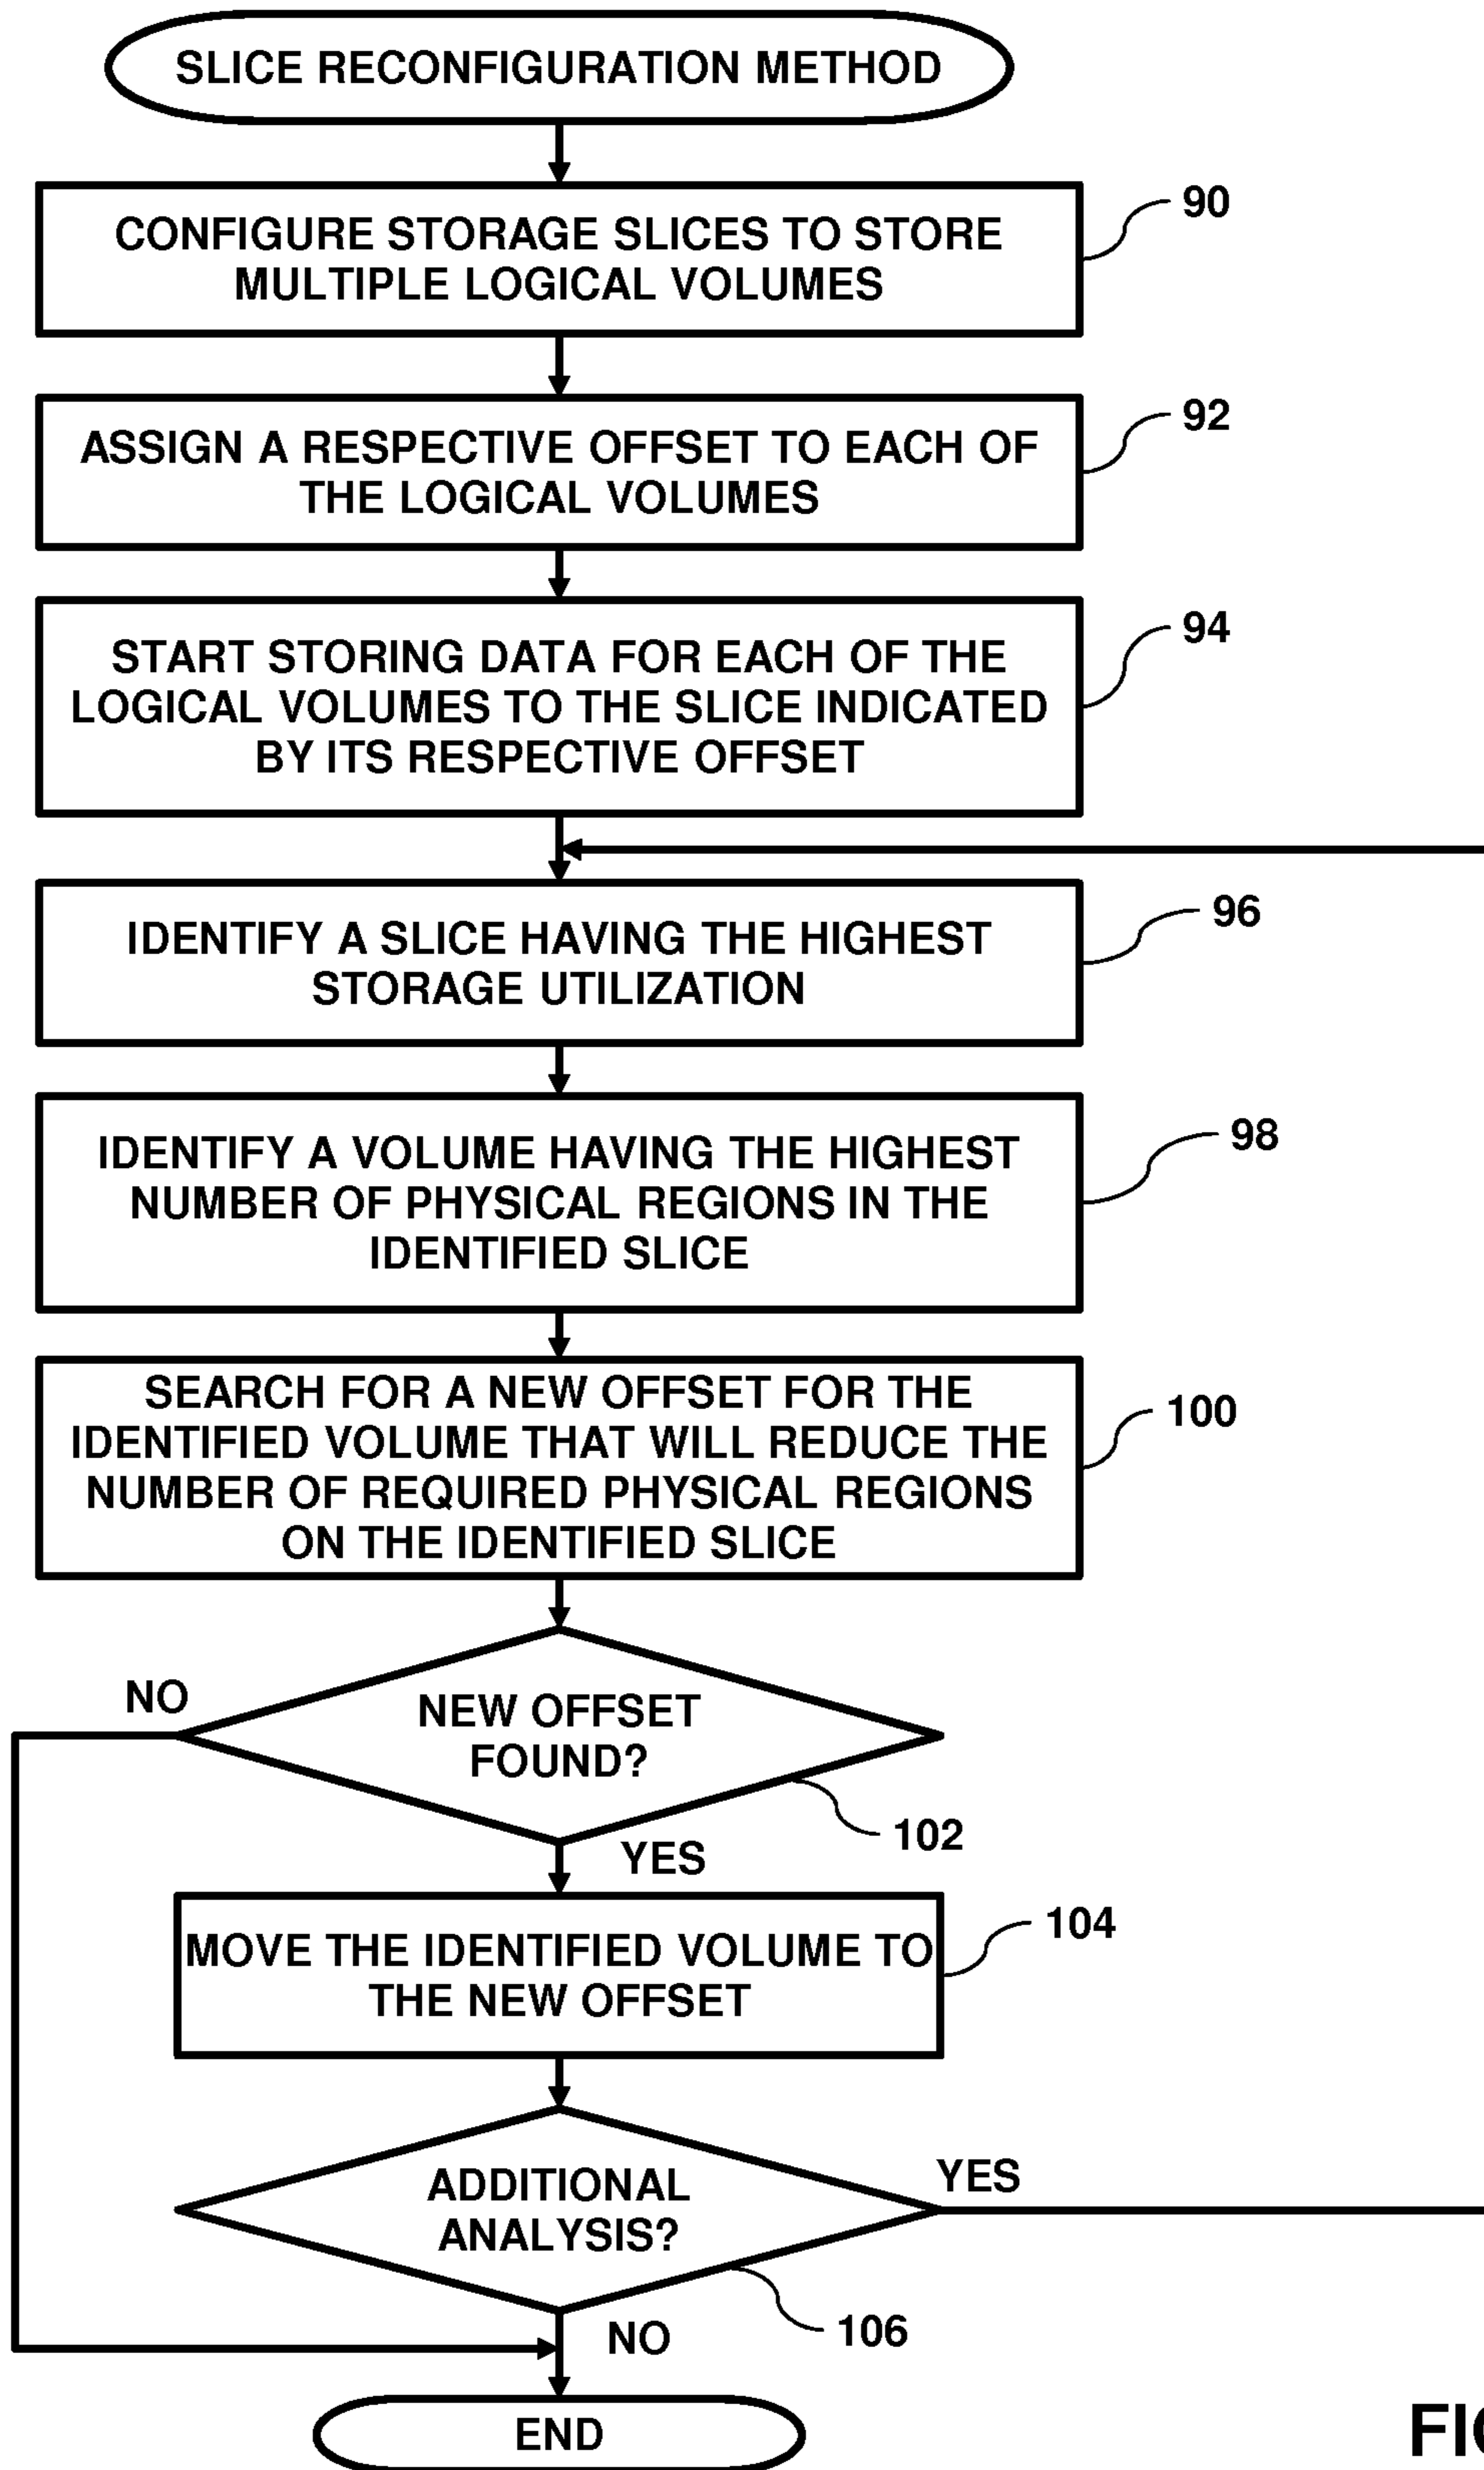 SLICE RECONFIGURATION METHOD
CONFIGURE STORAGE SLICES TO STORE
MULTIPLE LOGICAL VOLUMES
90
ASSIGN A RESPECTIVE OFFSET TO EACH OF
THE LOGICAL VOLUMES
92
START STORING DATA FOR EACH OF THE
LOGICAL VOLUMES TO THE SLICE INDICATED
BY ITS RESPECTIVE OFFSET
94
IDENTIFY A SLICE HAVING THE HIGHEST
STORAGE UTILIZATION
96
IDENTIFY A VOLUME HAVING THE HIGHEST
NUMBER OF PHYSICAL REGIONS IN THE
IDENTIFIED SLICE
98
SEARCH FOR A NEW OFFSET FOR THE
IDENTIFIED VOLUME THAT WILL REDUCE THE
NUMBER OF REQUIRED PHYSICAL REGIONS
ON THE IDENTIFIED SLICE
100
NO
NEW OFFSET
FOUND?
102
YES
MOVE THE IDENTIFIED VOLUME TO
THE NEW OFFSET
104
ADDITIONAL
ANALYSIS?
YES
106
NO
END